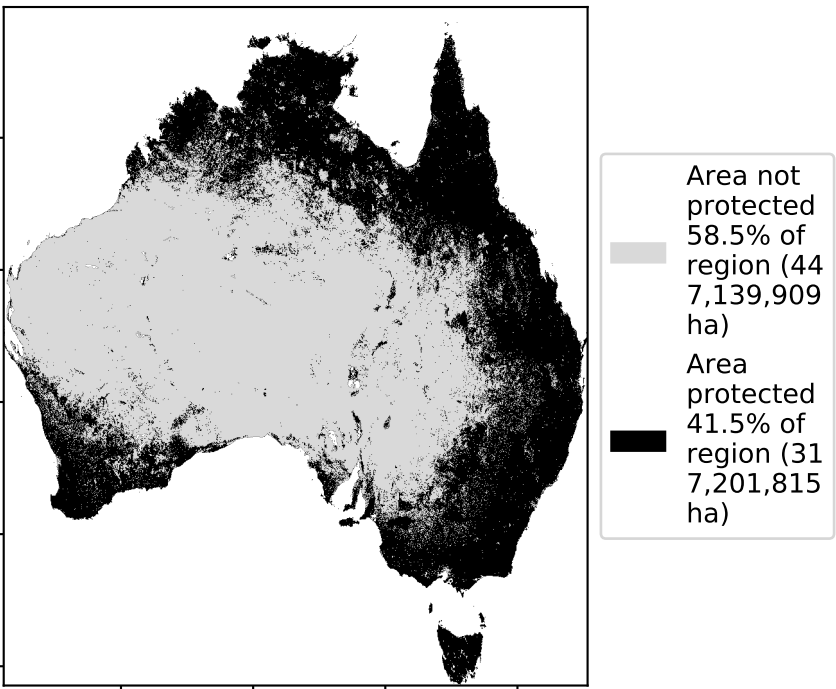 Area not
protected
58.5% of
region (44
7,139,909
ha)
Area
protected
41.5% of
region (31
7,201,815
ha)